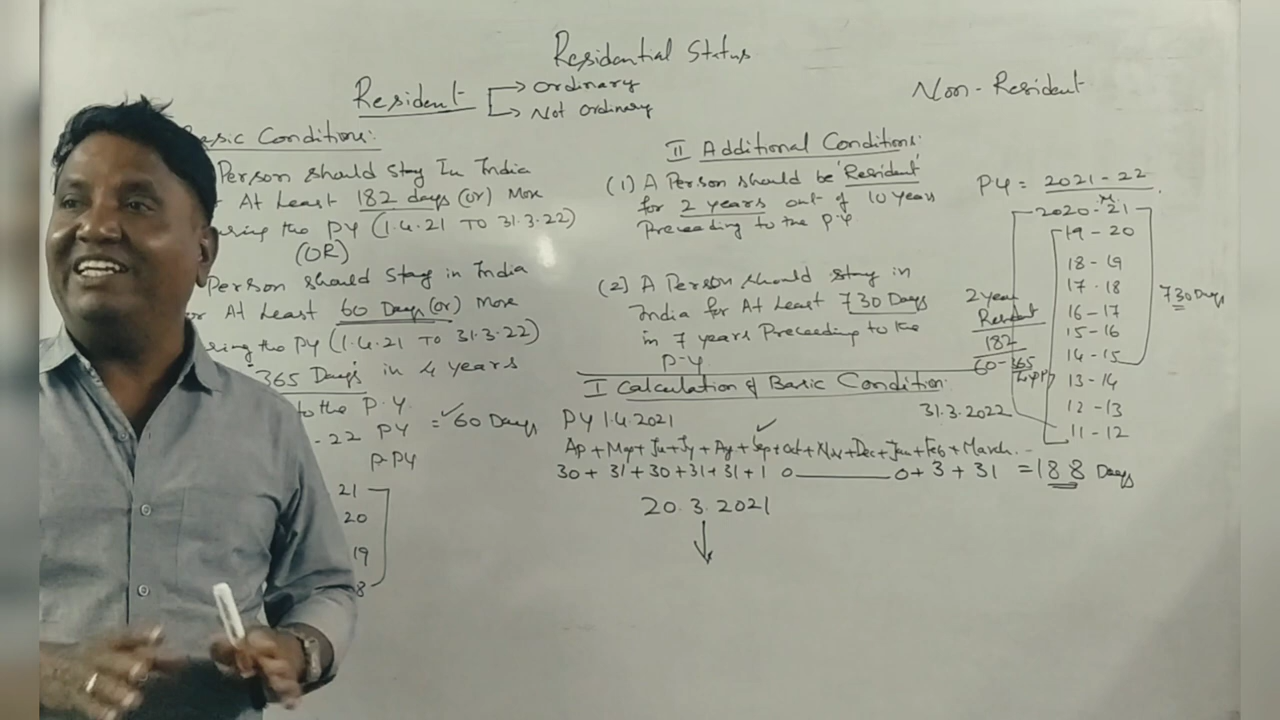 Residential Status
Resident → Ordinary
→ Not Ordinary
Non-Resident
Basic Conditions:
Person should Stay In India
At Least 182 days (or) More
the PY (1.4.21 TO 31.3.22)
(OR)
Person should Stay in India
At Least 60 Days (or) More
the PY (1.4.21 TO 31.3.22)
365 Days in 4 years
to the P.Y.
-22 PY = ✓60 Days
P.PY
21
20
19
8
II Additional Conditions:
(1) A Person should be 'Resident'
for 2 years out of 10 years
Preceeding to the P.Y
(2) A Person should stay in
India for At Least 730 Days
in 7 years Preceeding to the
P.Y
PY = 2021-22.
2020-21
19-20
18-19
17-18
16-17
15-16
14-15
13-14
12-13
11-12
730 Days
2 year
Resident
182
60-365
I Calculation of Basic Condition
PY 1.4.2021
31.3.2022
Ap + May + Ju + Jy + Ag + Sep + Oct + Nov + Dec + Jan + Feb + March.
30 + 31 + 30 + 31 + 31 + 1 0 0 + 3 + 31 = 188 Days
20.3.2021
↓